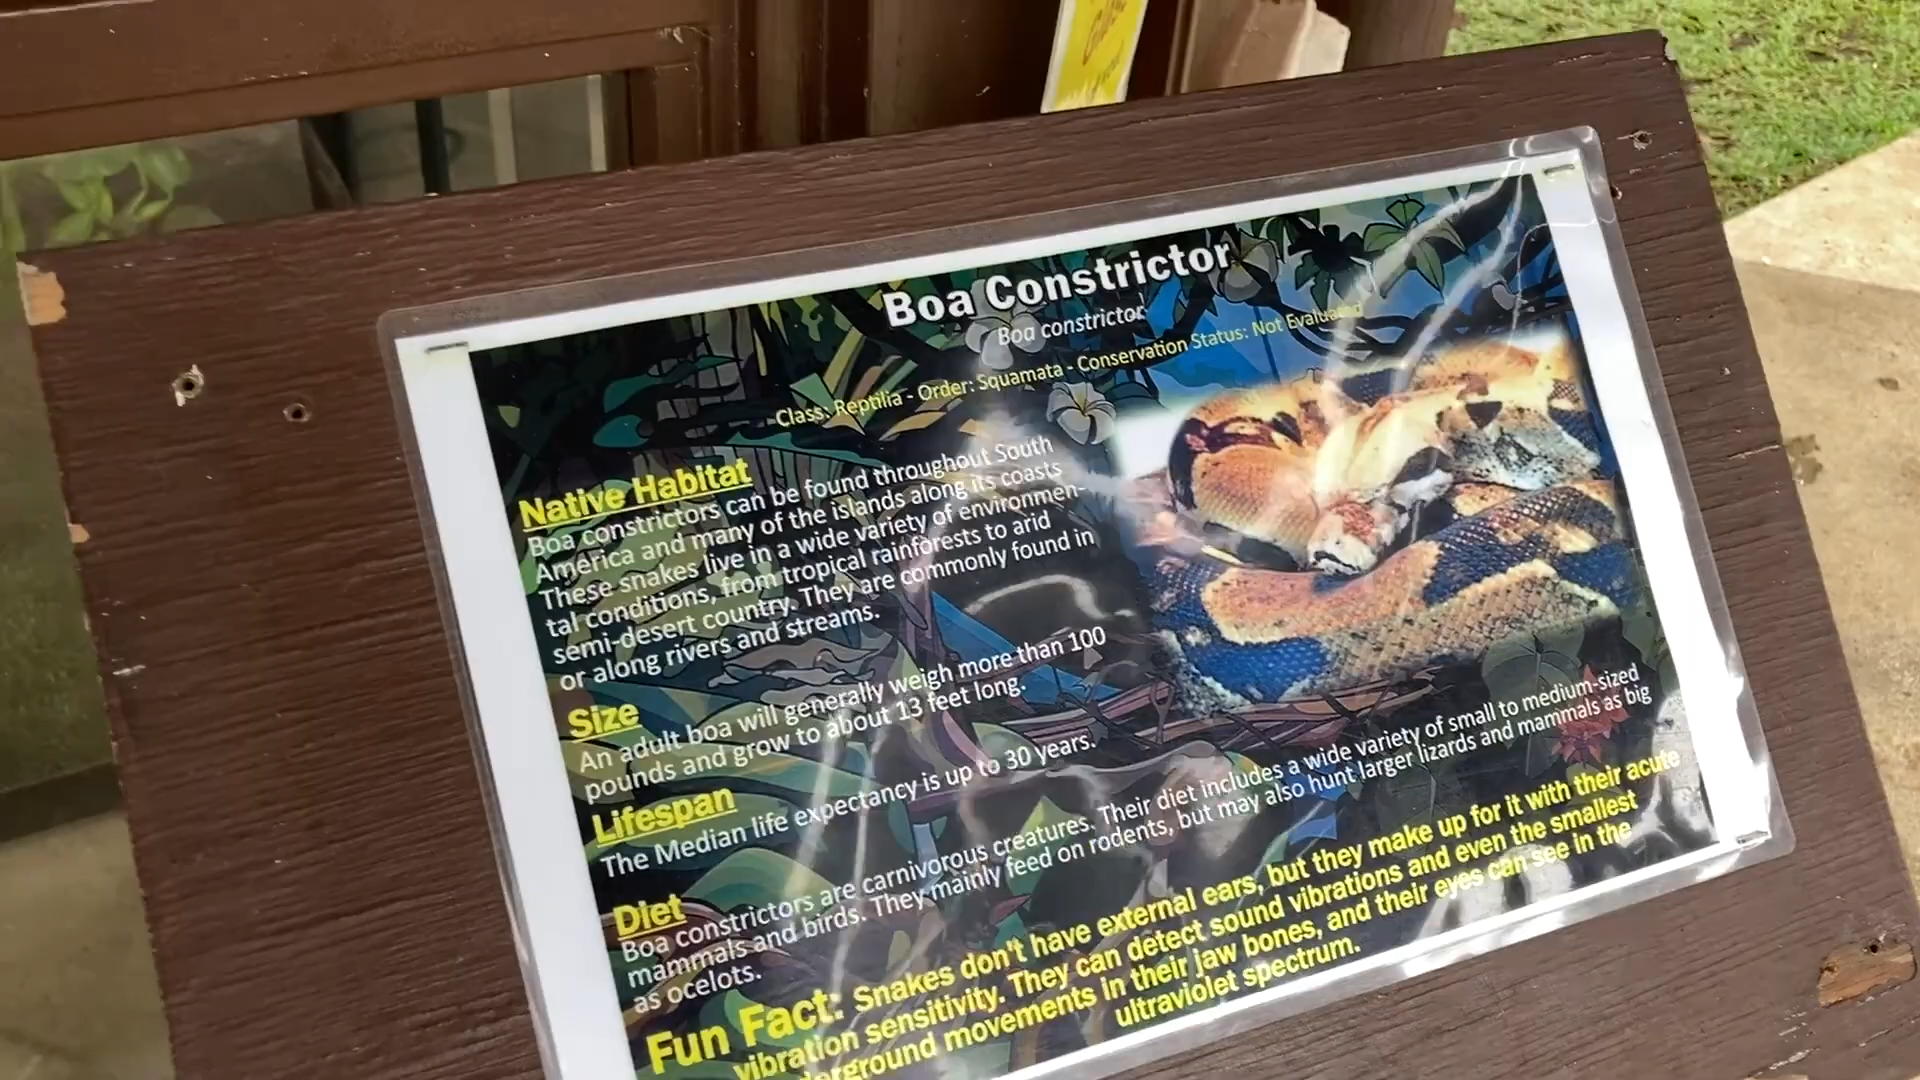 Boa Constrictor
Boa constrictor
Class: Reptilia - Order: Squamata - Conservation Status: Not Evaluated
Native Habitat
Boa constrictors can be found throughout South
America and many of the islands along its coasts
These snakes live in a wide variety of environmen-
tal conditions, from tropical rainforests to arid
semi-desert country. They are commonly found in
or along rivers and streams.
Size
An adult boa will generally weigh more than 100
pounds and grow to about 13 feet long.
Lifespan
The Median life expectancy is up to 30 years.
Diet
Boa constrictors are carnivorous creatures. Their diet includes a wide variety of small to medium-sized
mammals and birds. They mainly feed on rodents, but may also hunt larger lizards and mammals as big
as ocelots.
Fun Fact: Snakes don't have external ears, but they make up for it with their acute
vibration sensitivity. They can detect sound vibrations and even the smallest
movements in their jaw bones, and their eyes can see in the
ultraviolet spectrum.